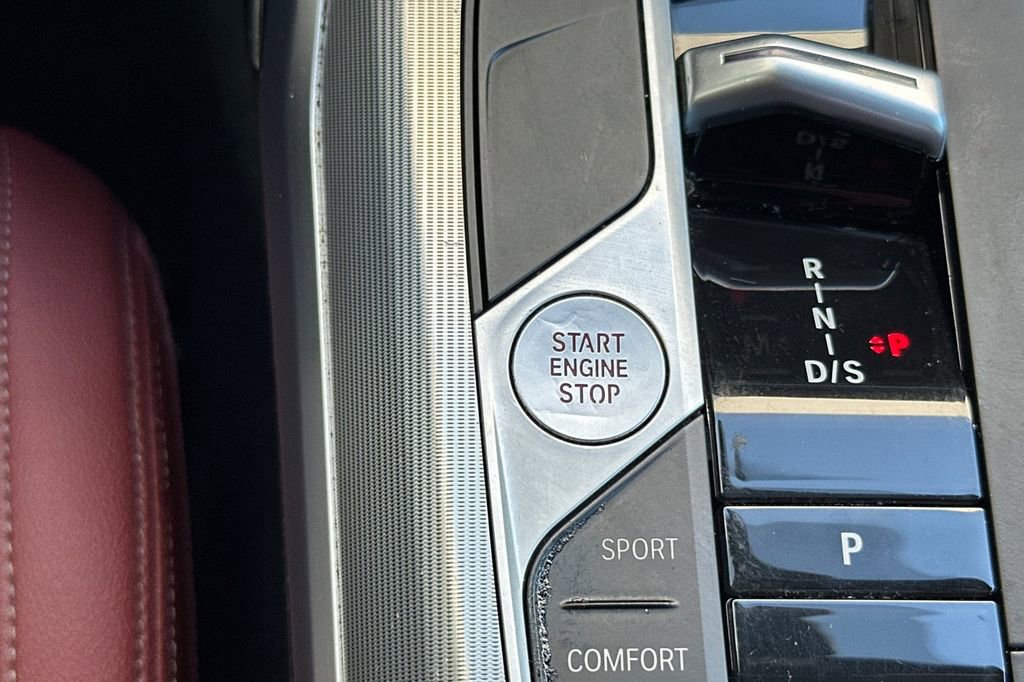 START
ENGINE
STOP
R
N
D/S
P
SPORT
P
COMFORT